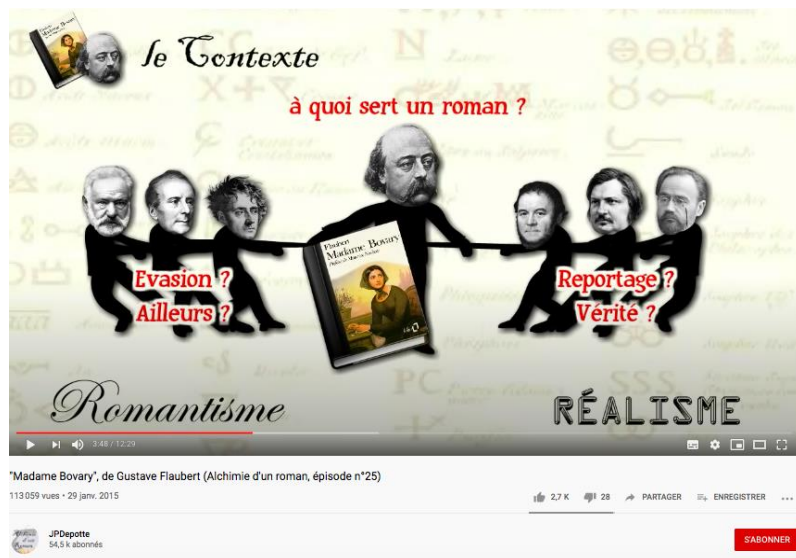 le Contexte
à quoi sert un roman ?
Flaubert
Madame Bovary
Evasion ?
Ailleurs ?
Reportage ?
Vérité ?
Romantisme
RÉALISME
3:48 / 12:29
"Madame Bovary", de Gustave Flaubert (Alchimie d'un roman, épisode n°25)
113 059 vues • 29 janv. 2015
2,7 K
28
PARTAGER
ENREGISTRER
JPDepotte
54,5 k abonnés
S'ABONNER